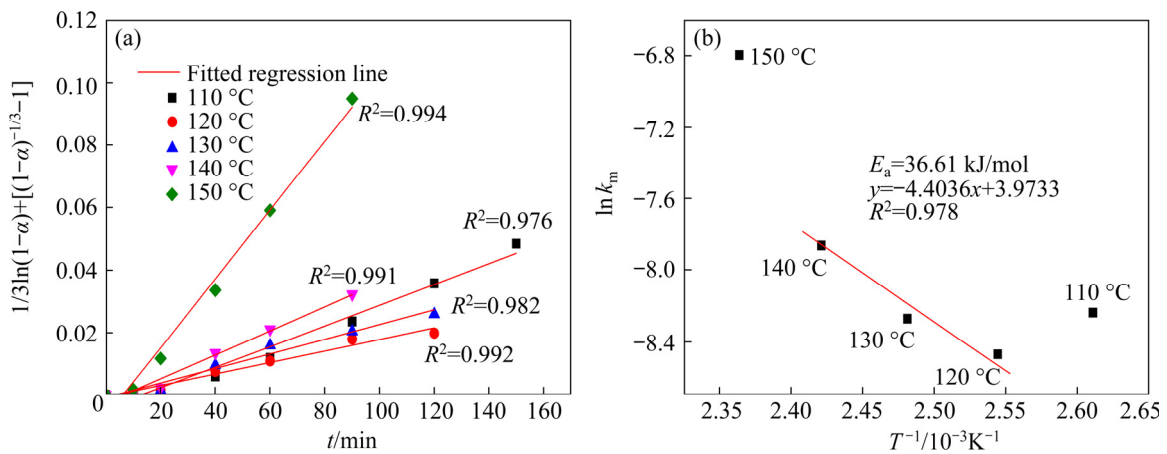 (a)
0.12
0.10
0.08
0.06
0.04
0.02
0
1/3ln(1−α)+[(1−α)−1/3−1]
Fitted regression line
110 °C
120 °C
130 °C
140 °C
150 °C
R2=0.994
R2=0.976
R2=0.991
R2=0.982
R2=0.992
20 40 60 80 100 120 140 160
t/min
(b)
−6.8
−7.2
−7.6
−8.0
−8.4
ln km
150 °C
Ea=36.61 kJ/mol
y=−4.4036x+3.9733
R2=0.978
140 °C
110 °C
130 °C
120 °C
2.35 2.40 2.45 2.50 2.55 2.60 2.65
T−1/10−3K−1